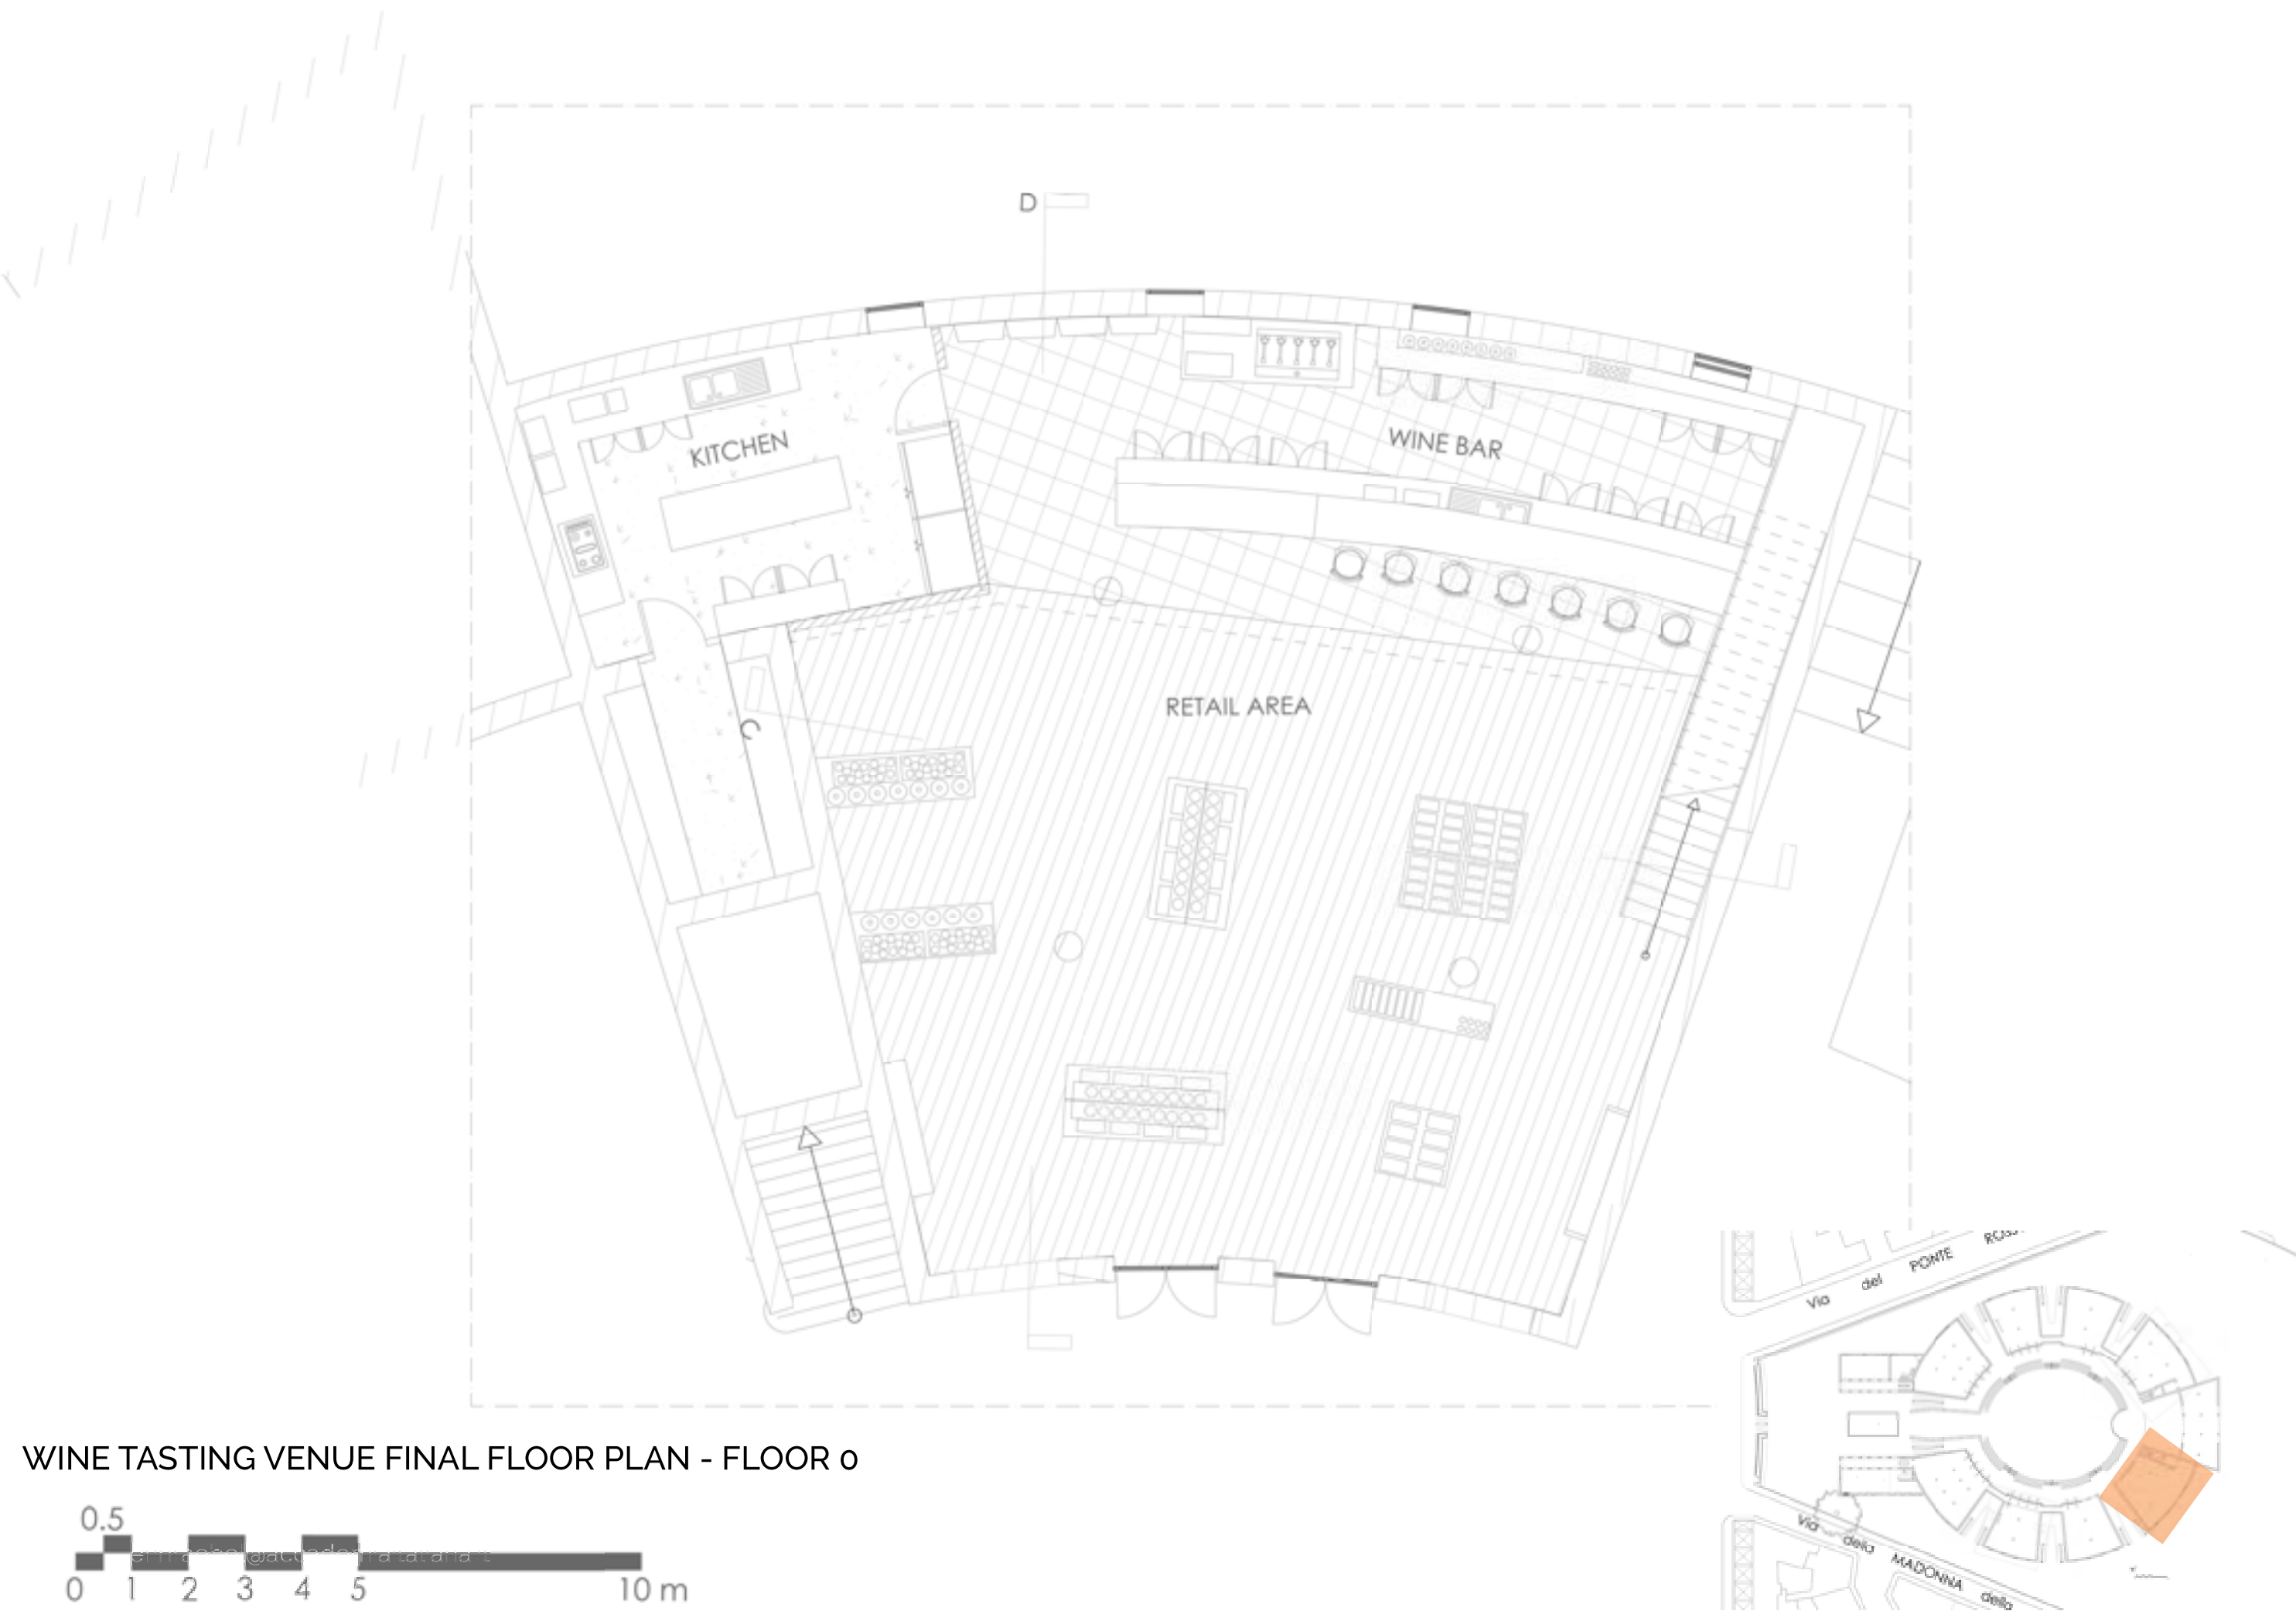 D
KITCHEN
WINE BAR
RETAIL AREA
C
WINE TASTING VENUE FINAL FLOOR PLAN - FLOOR 0
0.5
0 1 2 3 4 5 10 m
Via del PONTE
Via della MADONNA della